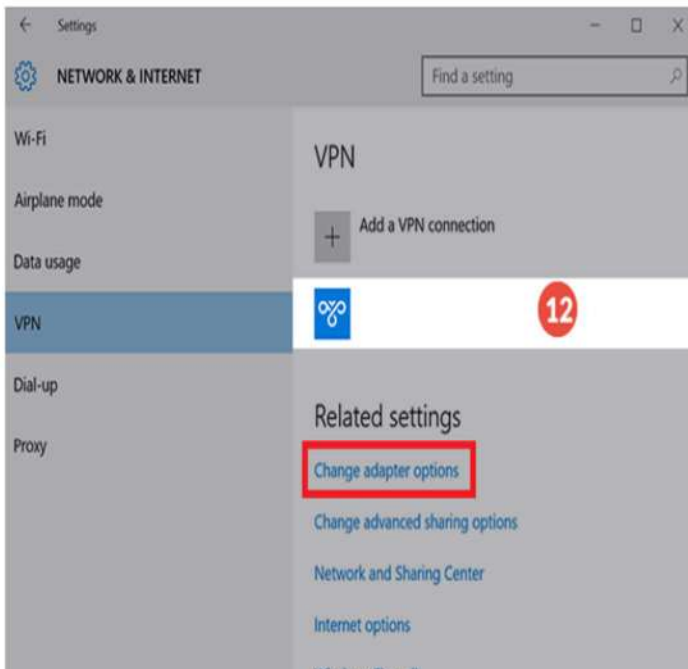 Settings
NETWORK & INTERNET
Find a setting
Wi-Fi
Airplane mode
Data usage
VPN
Dial-up
Proxy
VPN
Add a VPN connection
12
Related settings
Change adapter options
Change advanced sharing options
Network and Sharing Center
Internet options